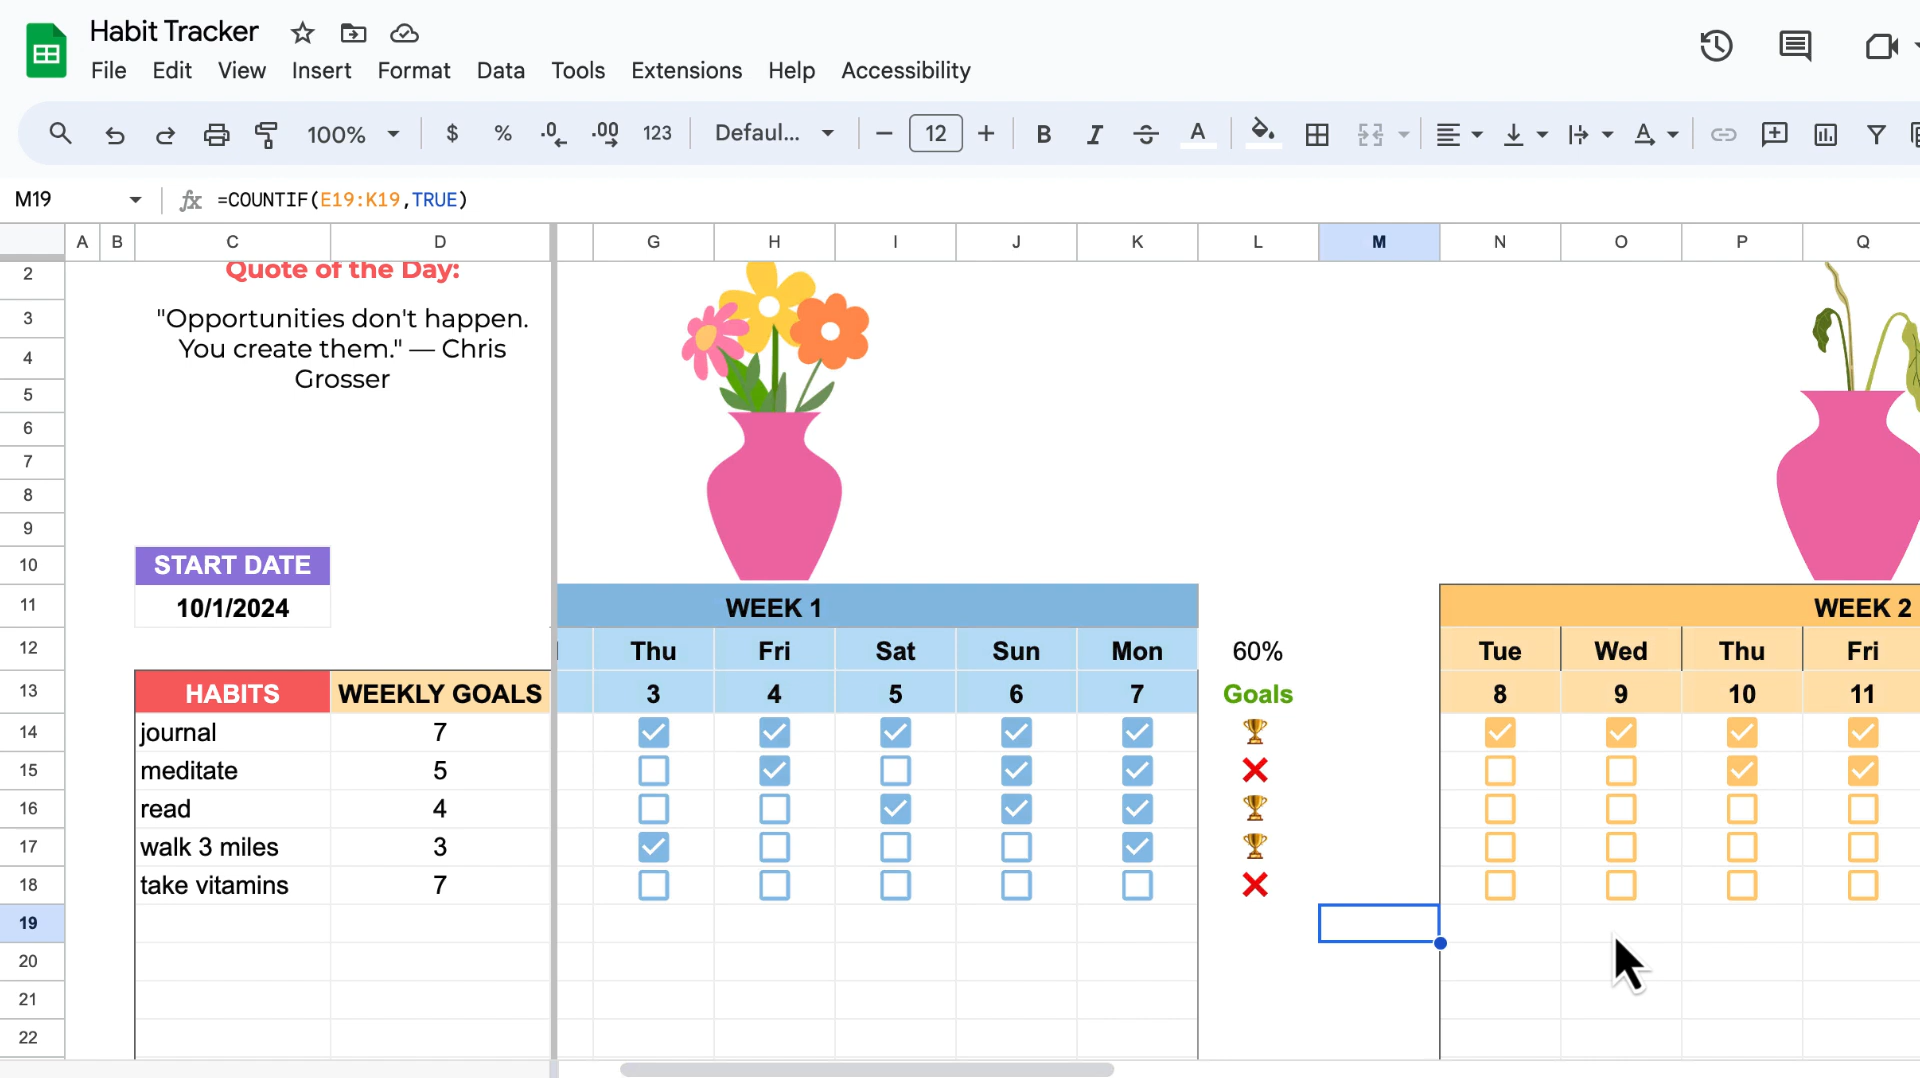 Habit Tracker
File Edit View Insert Format Data Tools Extensions Help Accessibility
100% $ % .0 .00 123 Defaul... − 12 + B I S A A
M19 fx =COUNTIF(E19:K19,TRUE)
A B C D G H I J K L M N O P Q
2 Quote of the Day:
3 "Opportunities don't happen.
4 You create them." — Chris
Grosser
5
6
7
8
9
10 START DATE
11 10/1/2024 WEEK 1 WEEK 2
12 Thu Fri Sat Sun Mon 60% Tue Wed Thu Fri
13 HABITS WEEKLY GOALS 3 4 5 6 7 Goals 8 9 10 11
14 journal 7
15 meditate 5
16 read 4
17 walk 3 miles 3
18 take vitamins 7
19
20
21
22